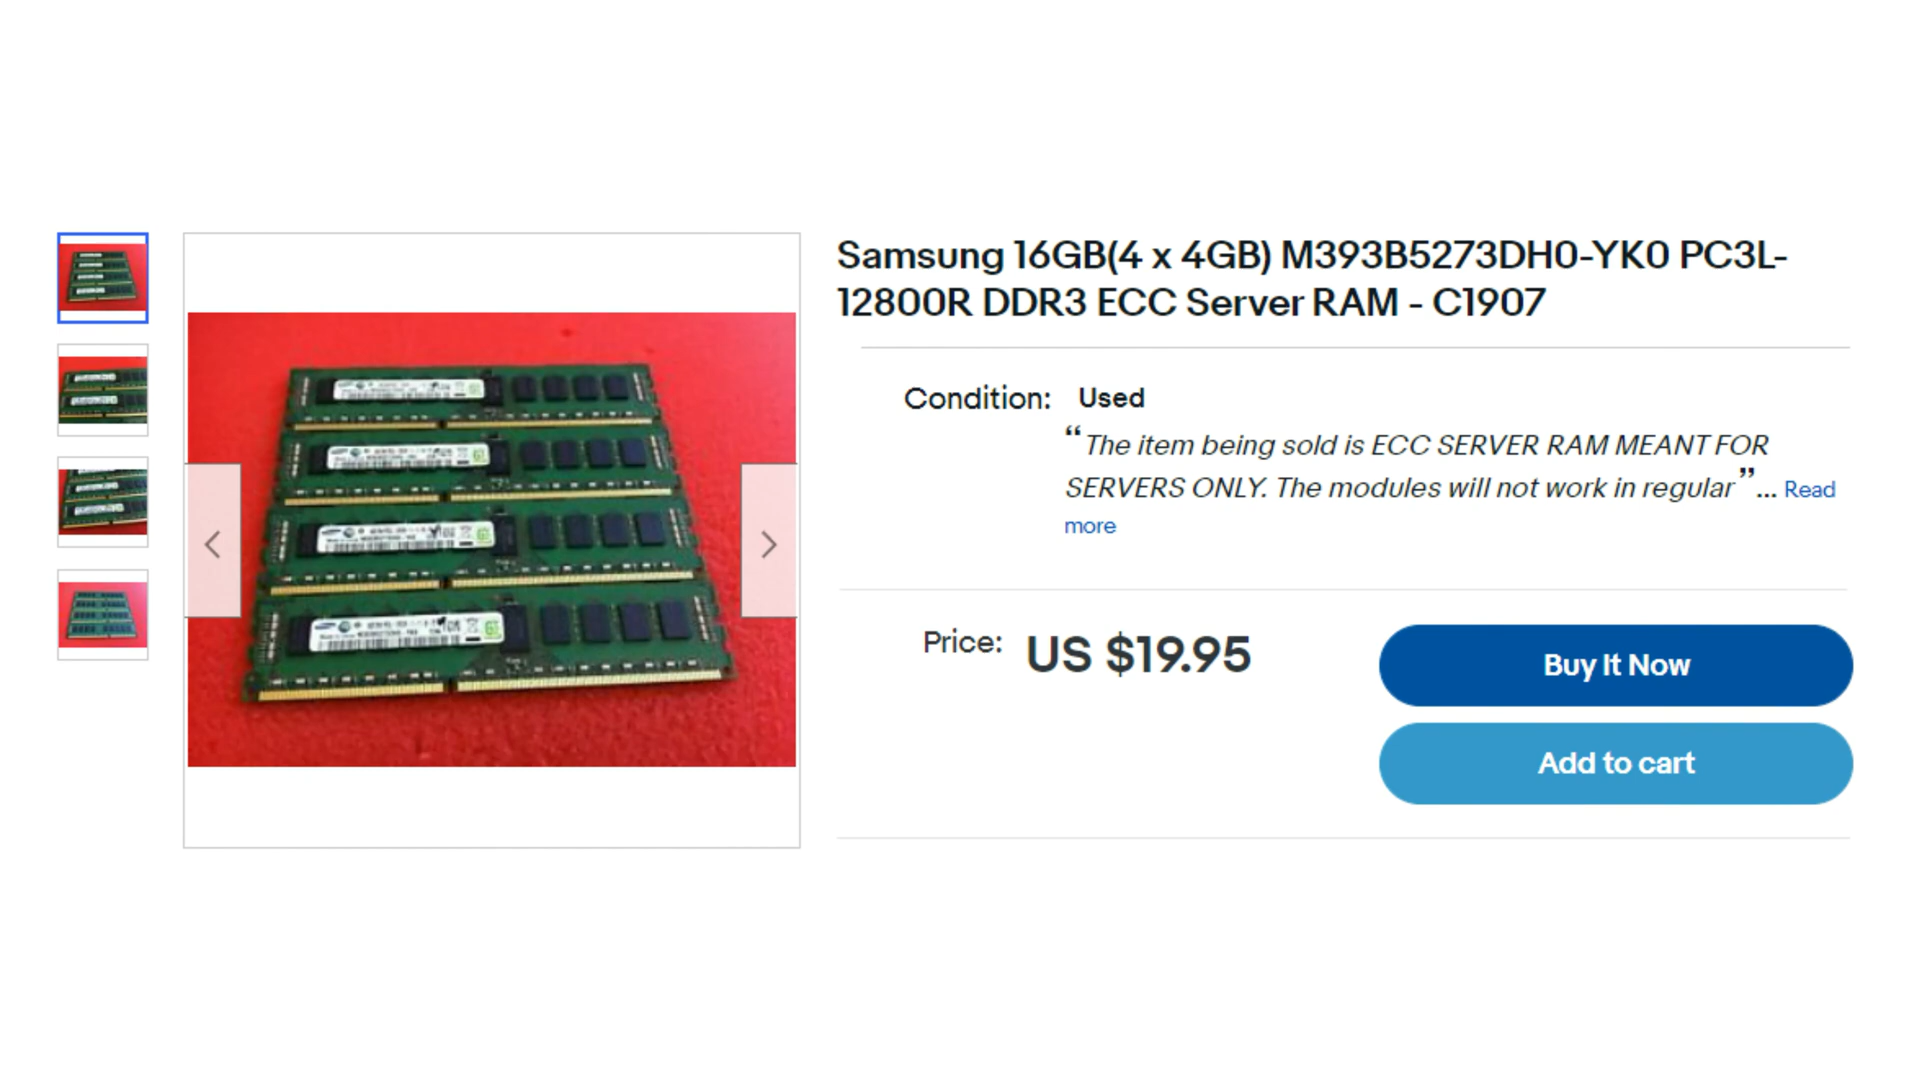 Samsung 16GB(4 x 4GB) M393B5273DH0-YK0 PC3L-
12800R DDR3 ECC Server RAM - C1907
Condition: Used
“The item being sold is ECC SERVER RAM MEANT FOR
SERVERS ONLY. The modules will not work in regular”... Read
more
Price: US $19.95
Buy It Now
Add to cart